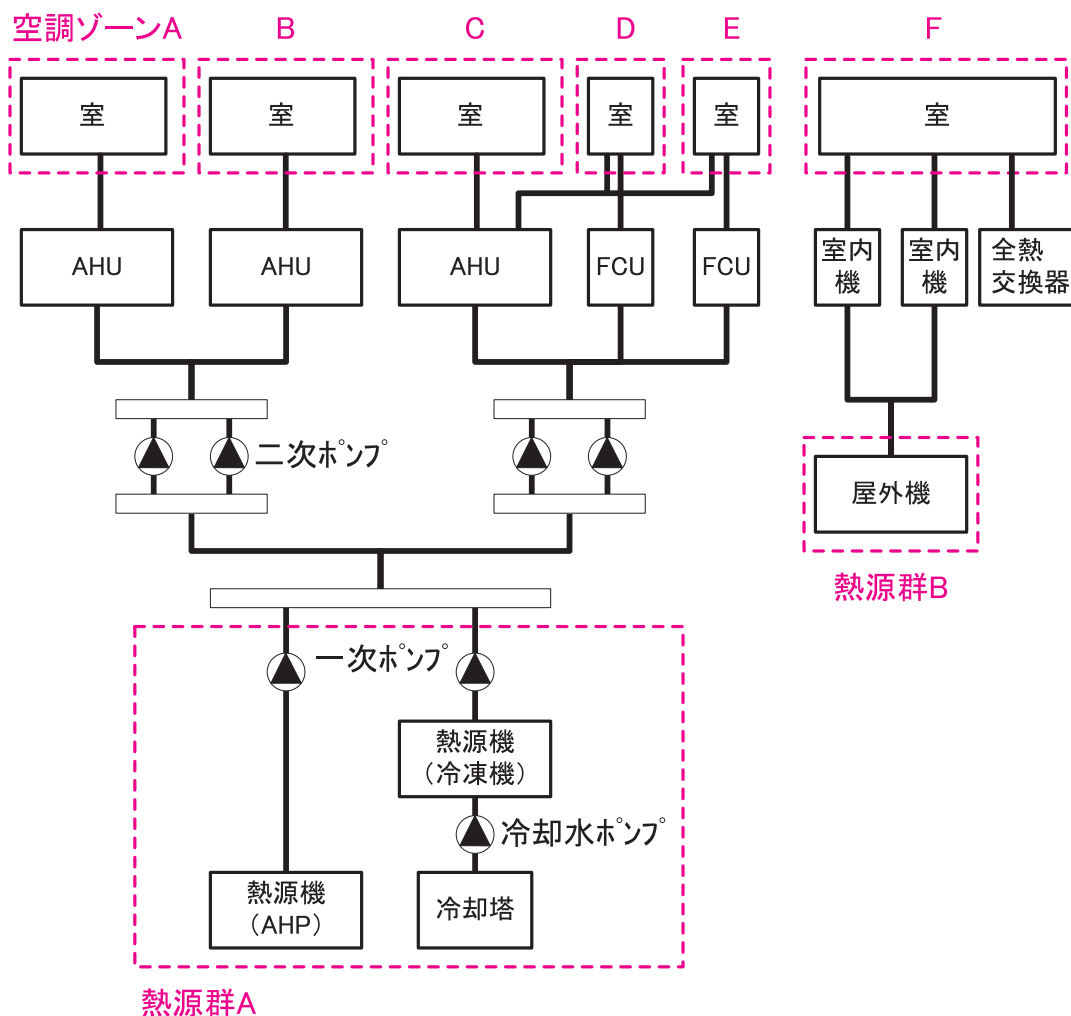 空調ゾーンA
B
C
D
E
F
室
室
室
室
室
室
AHU
AHU
AHU
FCU
FCU
室内
機
室内
機
全熱
交換器
二次ポンプ
屋外機
熱源群B
一次ポンプ
熱源機
（冷凍機）
冷却水ポンプ
熱源機
（AHP）
冷却塔
熱源群A